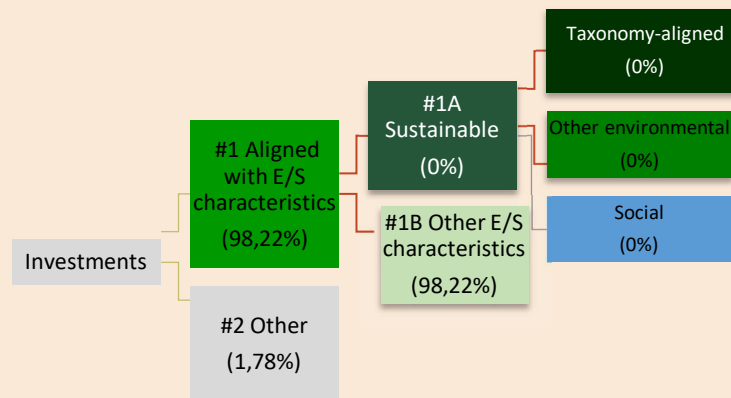 Investments
#1 Aligned
with E/S
characteristics
(98,22%)
#2 Other
(1,78%)
#1A
Sustainable
(0%)
#1B Other E/S
characteristics
(98,22%)
Taxonomy-aligned
(0%)
Other environmental
(0%)
Social
(0%)